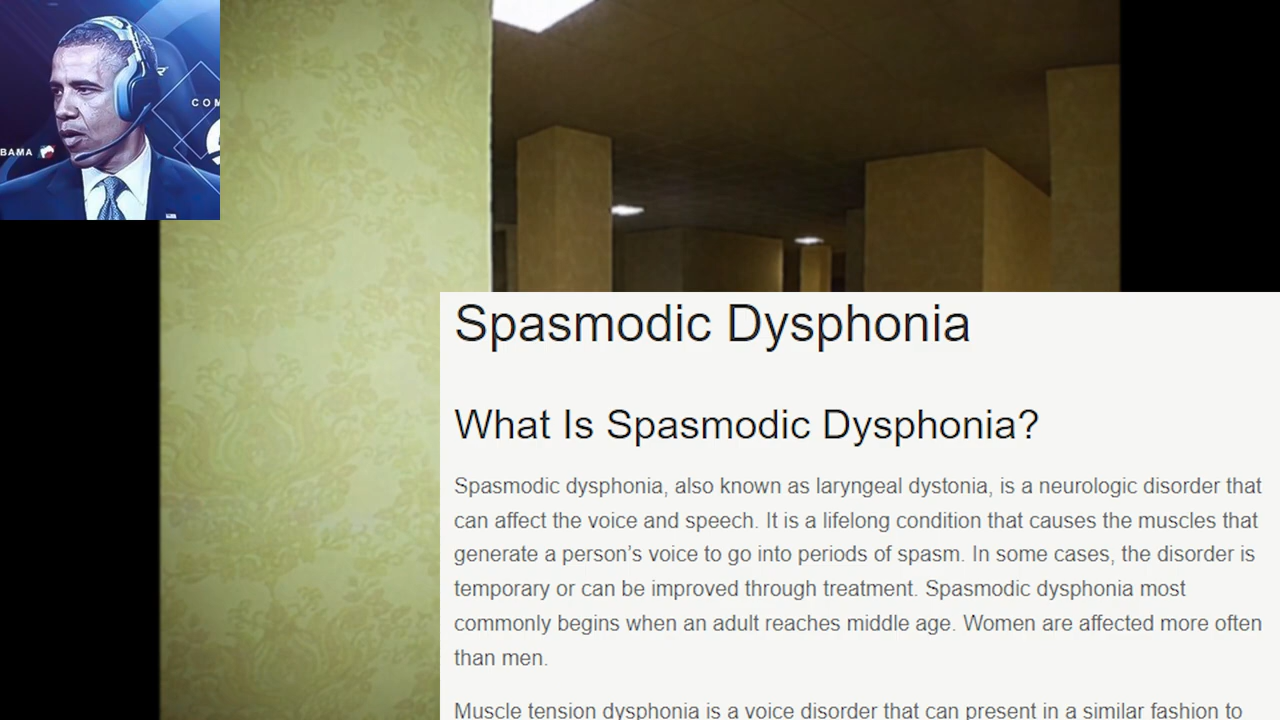 COM
BAMA
Spasmodic Dysphonia
What Is Spasmodic Dysphonia?
Spasmodic dysphonia, also known as laryngeal dystonia, is a neurologic disorder that
can affect the voice and speech. It is a lifelong condition that causes the muscles that
generate a person’s voice to go into periods of spasm. In some cases, the disorder is
temporary or can be improved through treatment. Spasmodic dysphonia most
commonly begins when an adult reaches middle age. Women are affected more often
than men.
Muscle tension dysphonia is a voice disorder that can present in a similar fashion to